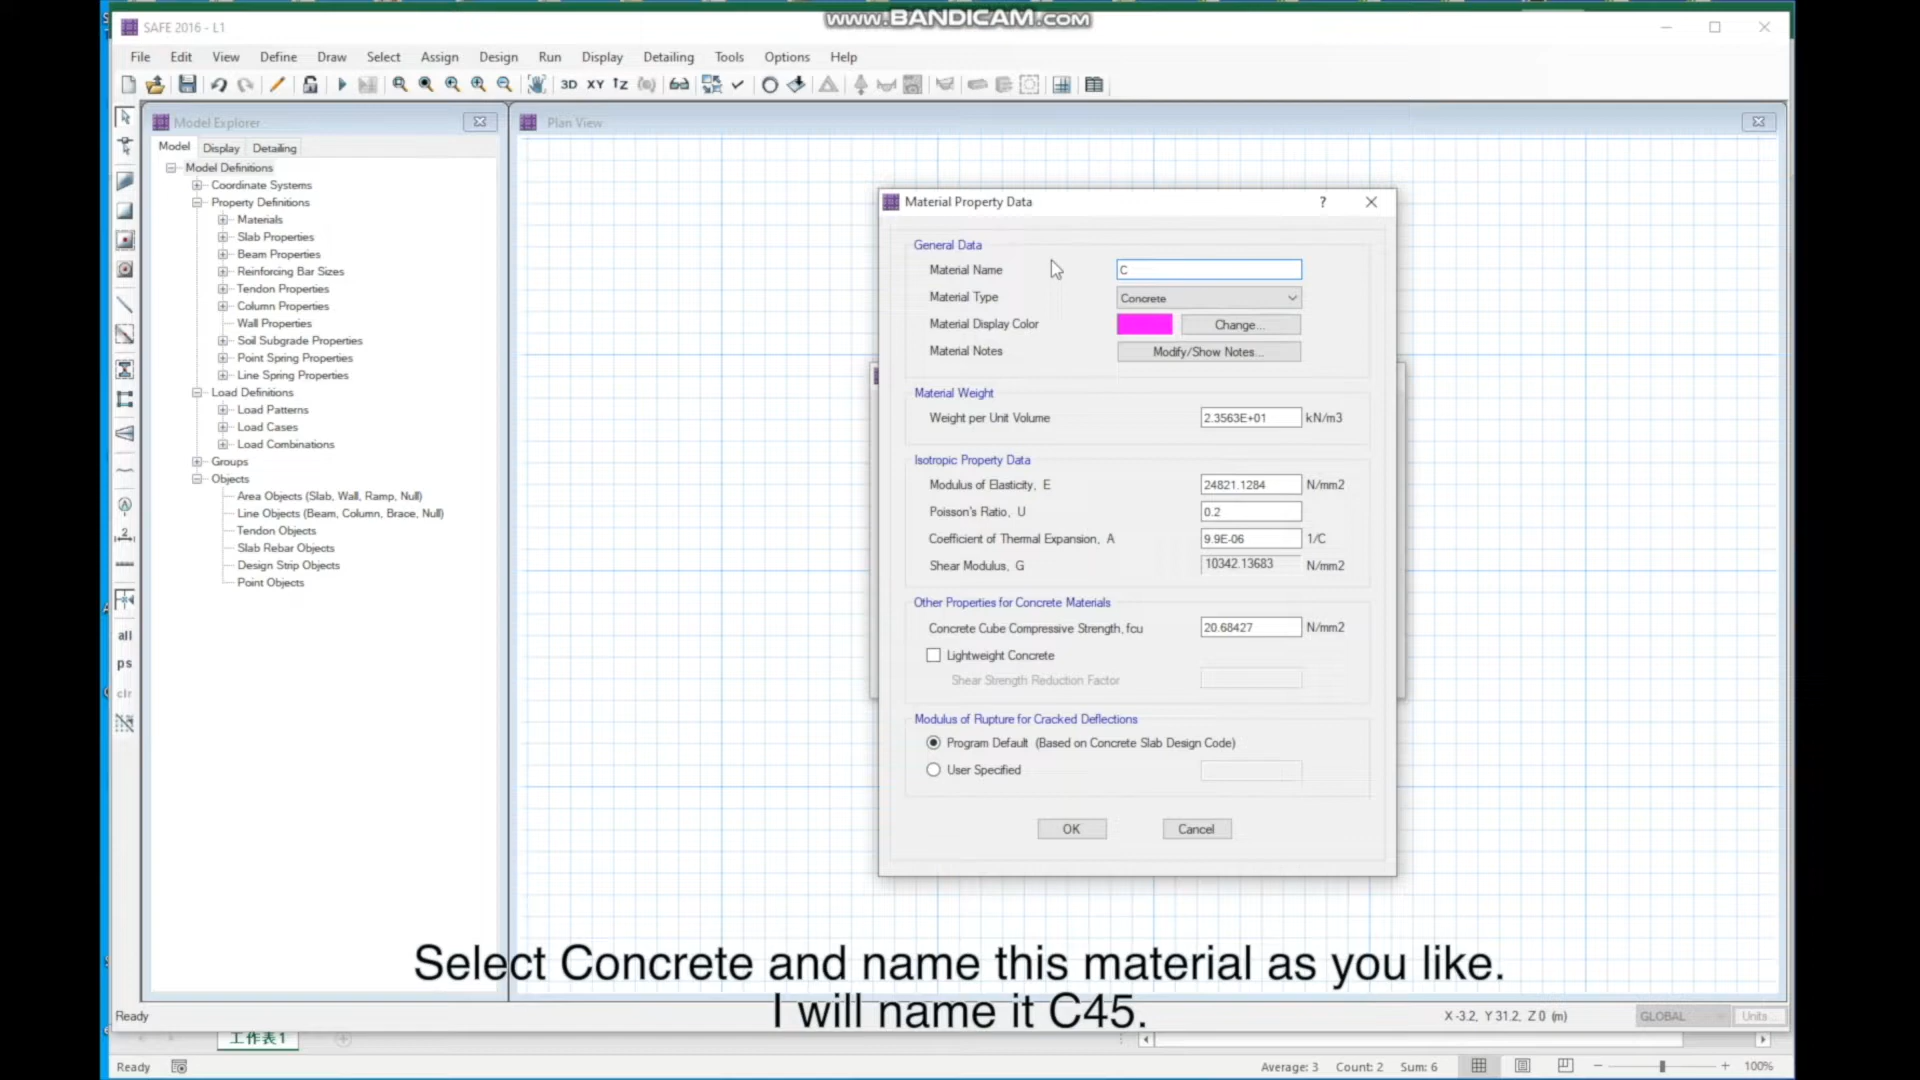 www.BANDICAM.com
SAFE 2016 - L1
File Edit View Define Draw Select Assign Design Run Display Detailing Tools Options Help
3D XY
Model Explorer
Plan View
Model Display Detailing
Model Definitions
Coordinate Systems
Property Definitions
Materials
Slab Properties
Beam Properties
Reinforcing Bar Sizes
Tendon Properties
Column Properties
Wall Properties
Soil Subgrade Properties
Point Spring Properties
Line Spring Properties
Load Definitions
Load Patterns
Load Cases
Load Combinations
Groups
Objects
Area Objects (Slab, Wall, Ramp, Null)
Line Objects (Beam, Column, Brace, Null)
Tendon Objects
Slab Rebar Objects
Design Strip Objects
Point Objects
all
ps
clr
Material Property Data ?
General Data
Material Name C
Material Type Concrete
Material Display Color Change...
Material Notes Modify/Show Notes...
Material Weight
Weight per Unit Volume 2.3563E+01 kN/m3
Isotropic Property Data
Modulus of Elasticity, E 24821.1284 N/mm2
Poisson's Ratio, U 0.2
Coefficient of Thermal Expansion, A 9.9E-06 1/C
Shear Modulus, G 10342.13683 N/mm2
Other Properties for Concrete Materials
Concrete Cube Compressive Strength, fcu 20.68427 N/mm2
Lightweight Concrete
Shear Strength Reduction Factor
Modulus of Rupture for Cracked Deflections
Program Default (Based on Concrete Slab Design Code)
User Specified
OK Cancel
Select Concrete and name this material as you like.
I will name it C45.
Ready X -3.2, Y 31.2, Z 0 (m) GLOBAL Units...
工作表1
Ready Average: 3 Count: 2 Sum: 6 100%